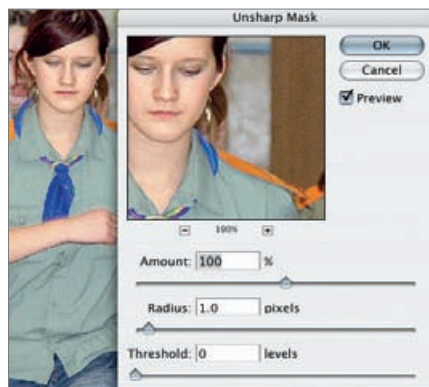 Unsharp Mask
OK
Cancel
Preview
100%
Amount: 100 %
Radius: 1.0 pixels
Threshold: 0 levels